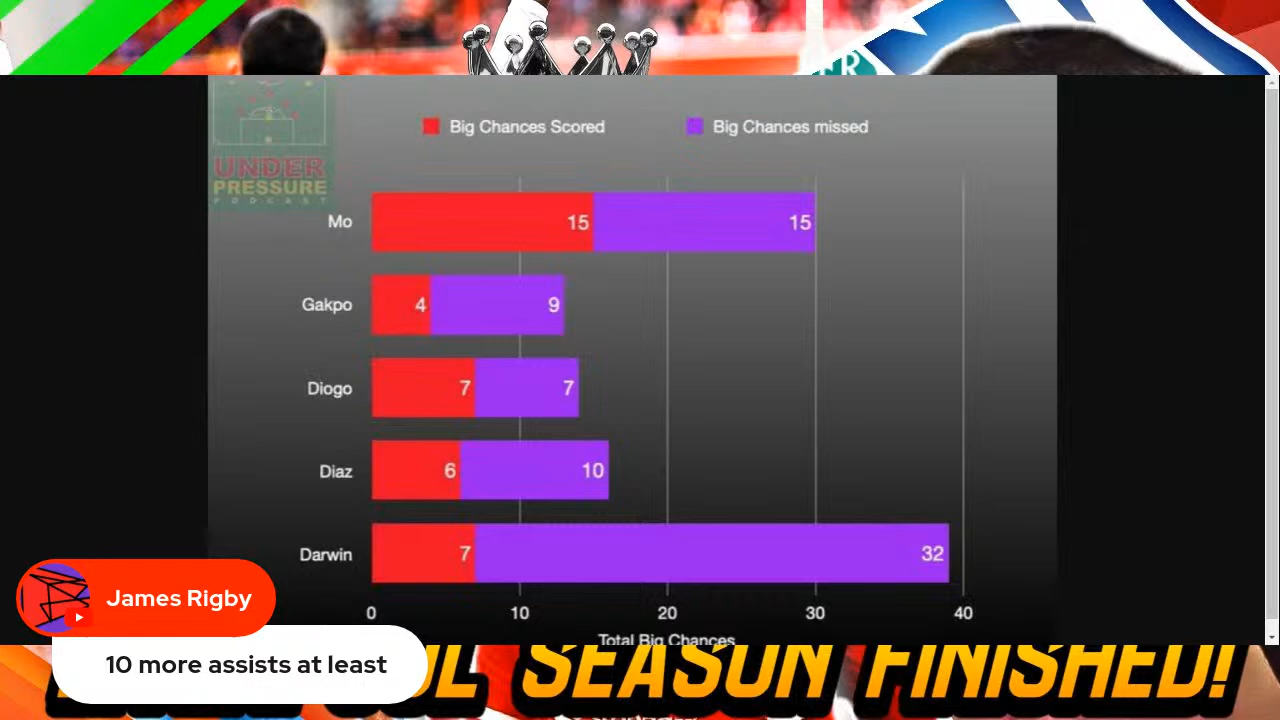 Big Chances Scored
Big Chances missed
UNDER
PRESSURE
PODCAST
Mo 15 15
Gakpo 4 9
Diogo 7 7
Diaz 6 10
Darwin 7 32
0 10 20 30 40
Total Big Chances
James Rigby
10 more assists at least
SEASON FINISHED!